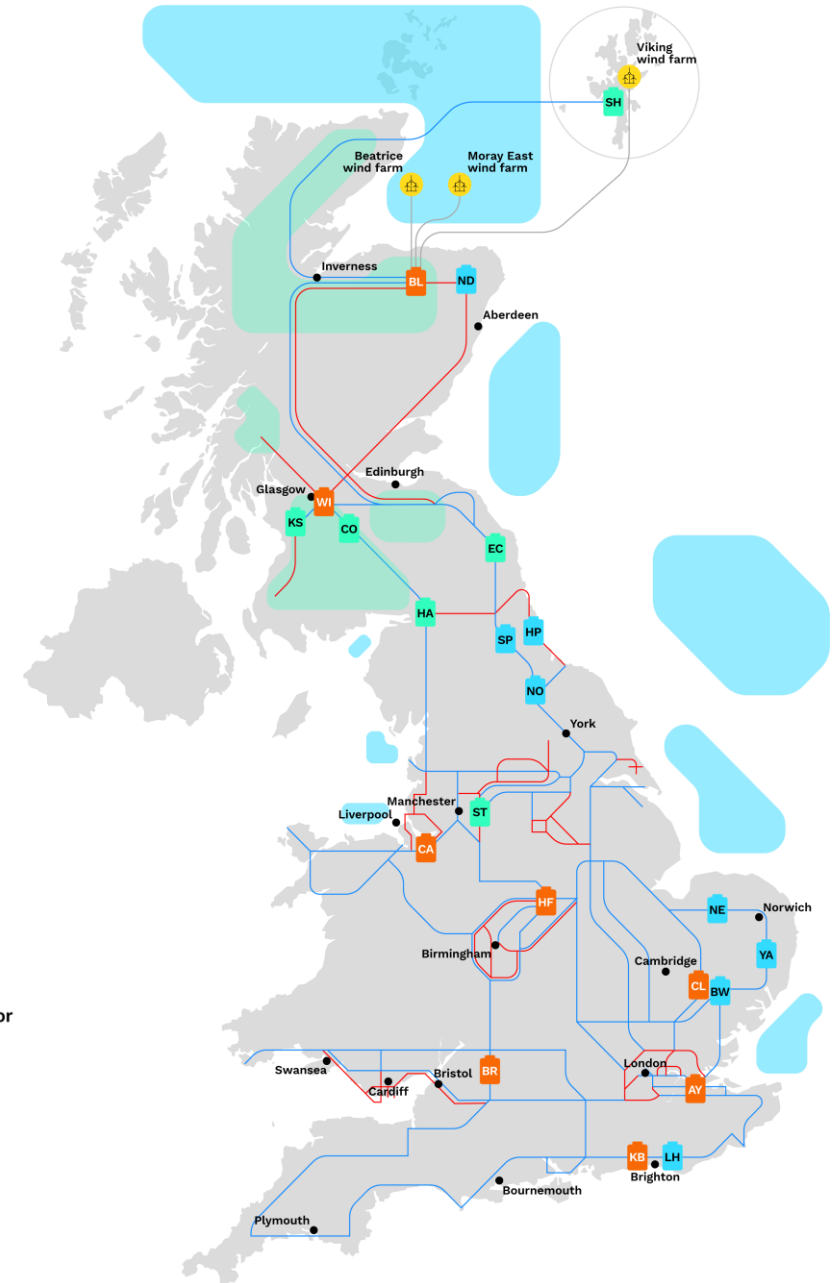 Viking
wind farm
SH
Beatrice
wind farm
Moray East
wind farm
Inverness
BL
ND
Aberdeen
Edinburgh
Glasgow
WI
KS
CO
EC
HA
SP
HP
NO
York
Manchester
Liverpool
ST
CA
HF
NE
Norwich
Birmingham
YA
Cambridge
CL
BW
or
Swansea
Cardiff
Bristol
BR
London
AY
KB
LH
Brighton
Bournemouth
Plymouth